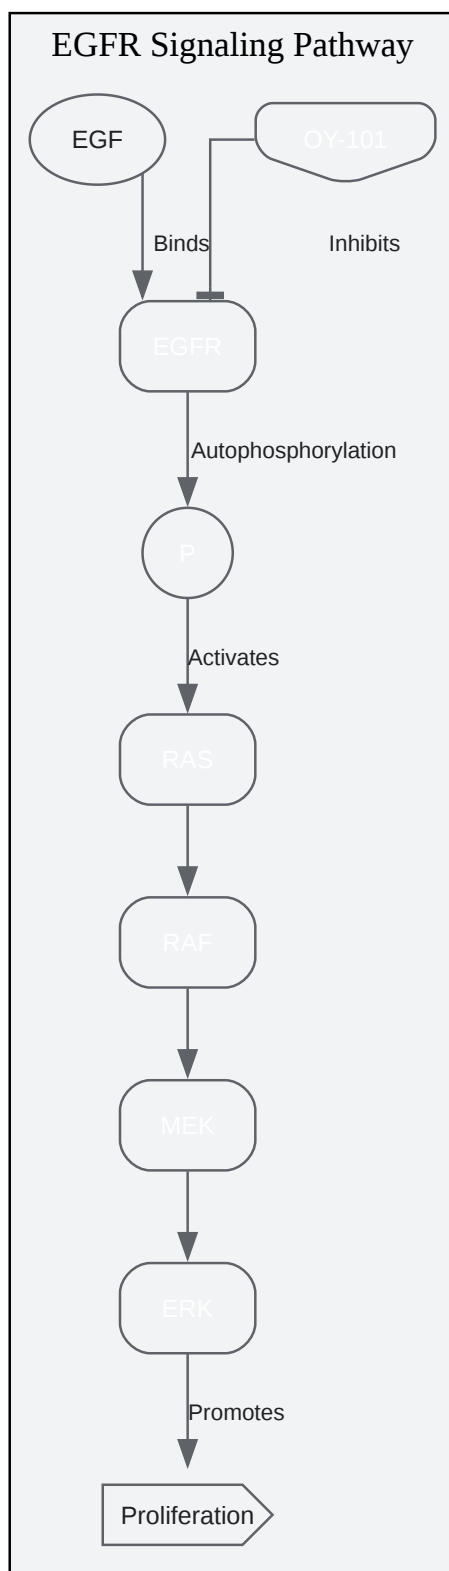 EGFR Signaling Pathway
EGF
OY-101
Binds
Inhibits
EGFR
Autophosphorylation
P
Activates
RAS
RAF
MEK
ERK
Promotes
Proliferation